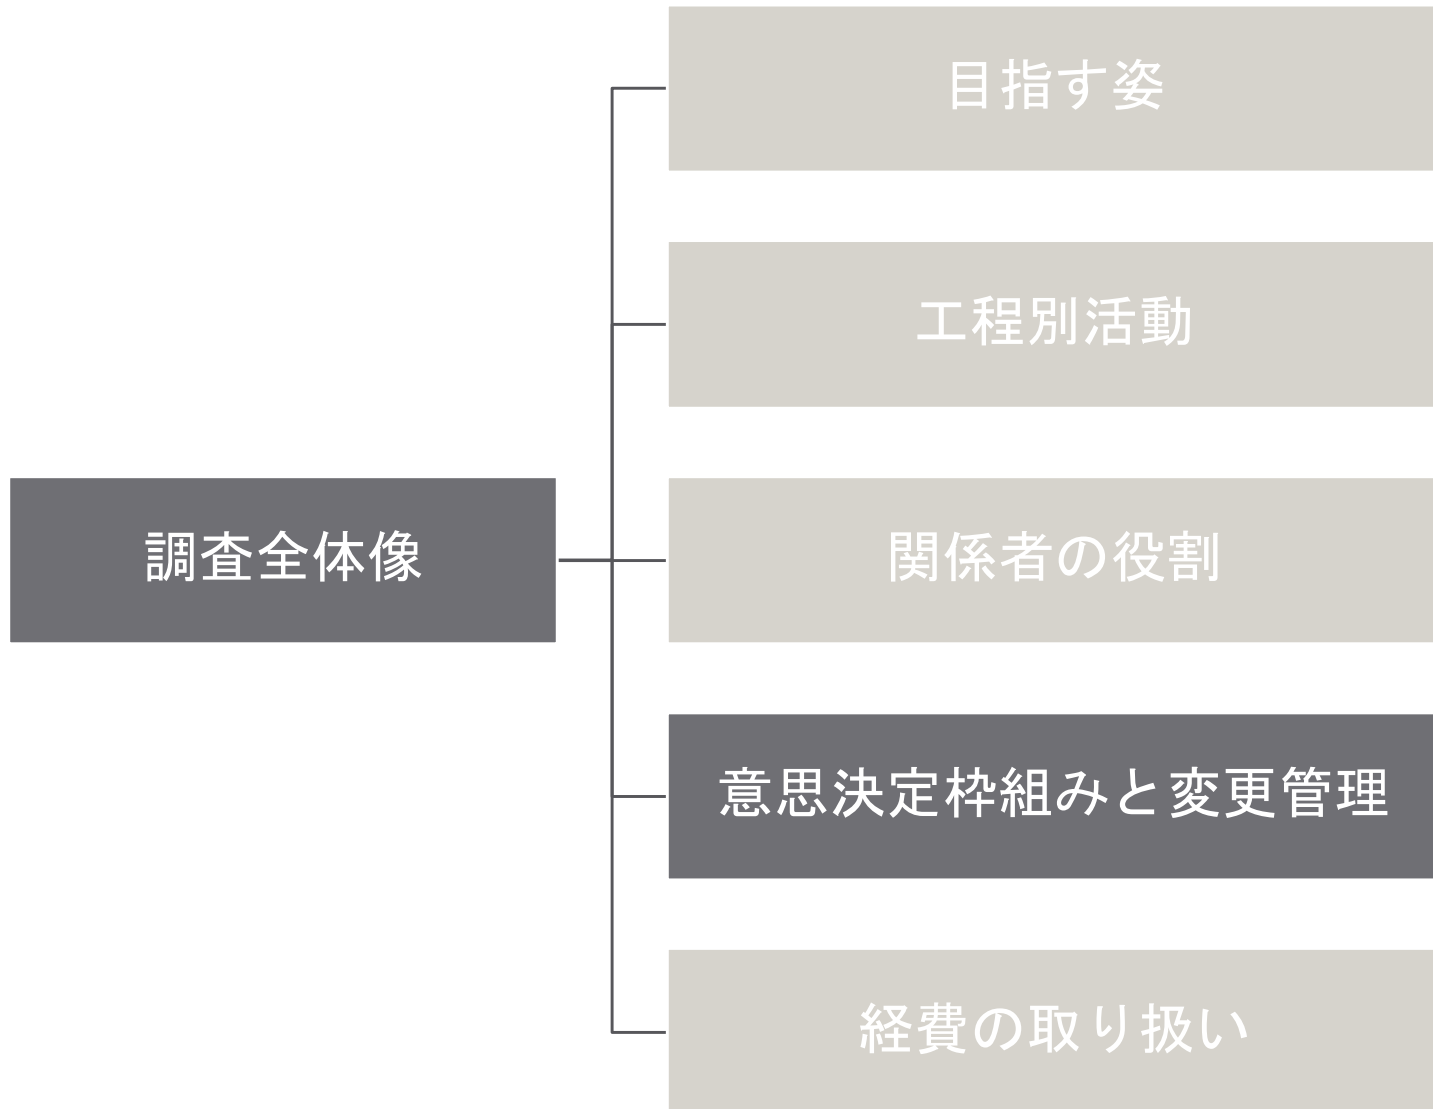 目指す姿
工程別活動
調査全体像
関係者の役割
意思決定枠組みと変更管理
経費の取り扱い